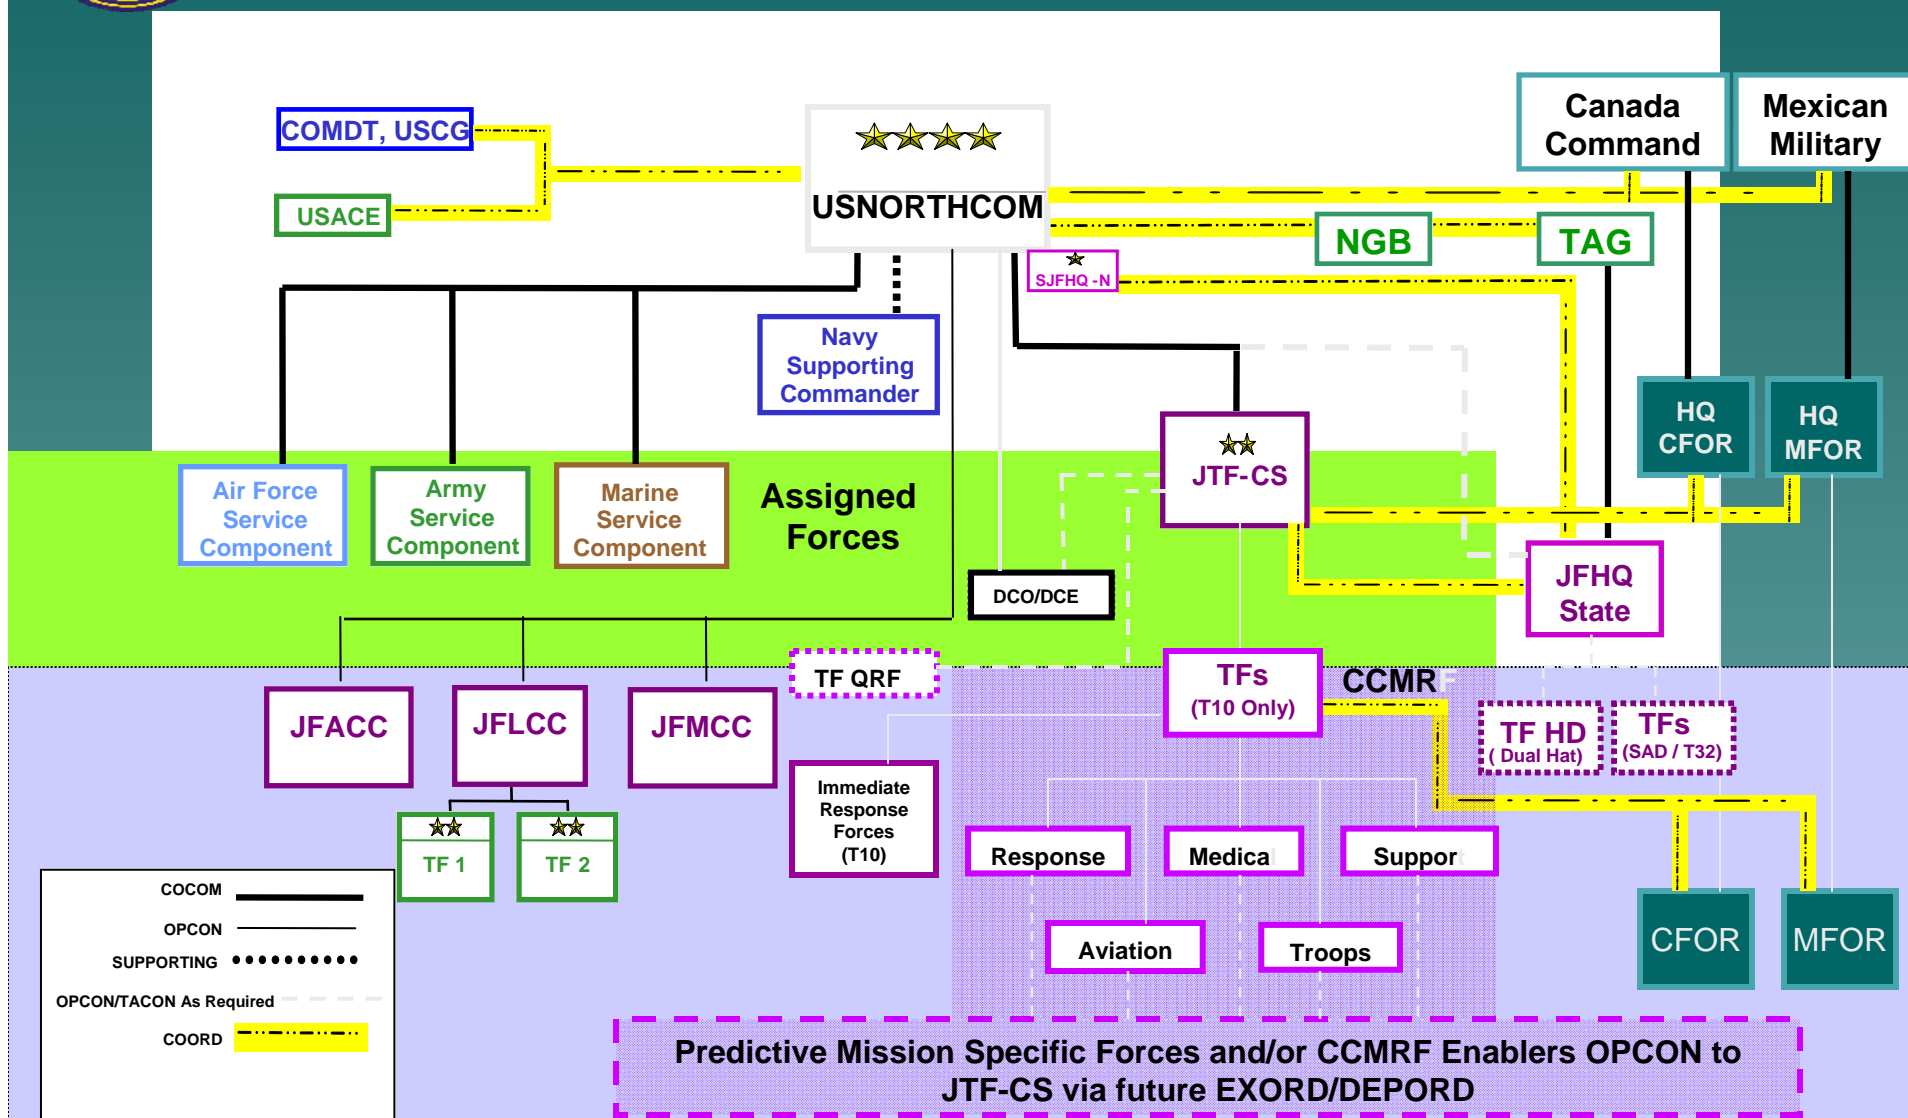 COMDT, USCG
USACE
USNORTHCOM
Canada
Command
Mexican
Military
NGB
TAG
SJFHQ -N
Navy
Supporting
Commander
HQ
CFOR
HQ
MFOR
JTF-CS
Air Force
Service
Component
Army
Service
Component
Marine
Service
Component
Assigned
Forces
DCO/DCE
JFHQ
State
TF QRF
TFs
(T10 Only)
CCMRF
JFACC
JFLCC
JFMCC
TF HD
( Dual Hat)
TFs
(SAD / T32)
Immediate
Response
Forces
(T10)
TF 1
TF 2
Response
Medical
Support
Aviation
Troops
CFOR
MFOR
COCOM
OPCON
SUPPORTING
OPCON/TACON As Required
COORD
Predictive Mission Specific Forces and/or CCMRF Enablers OPCON to
JTF-CS via future EXORD/DEPORD